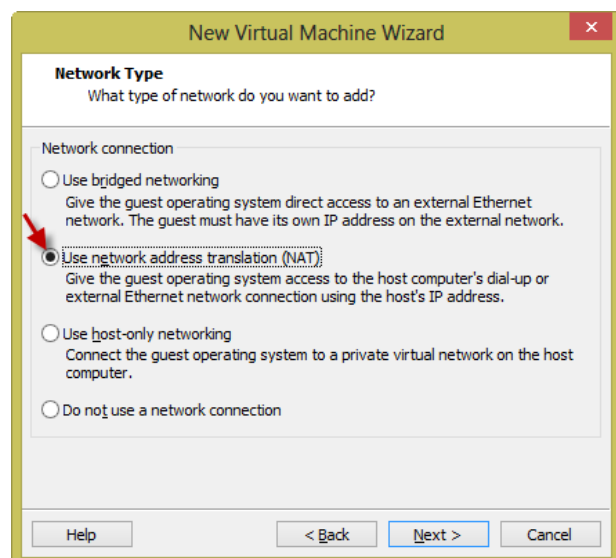 New Virtual Machine Wizard
Network Type
What type of network do you want to add?
Network connection
Use bridged networking
Give the guest operating system direct access to an external Ethernet
network. The guest must have its own IP address on the external network.
Use network address translation (NAT)
Give the guest operating system access to the host computer's dial-up or
external Ethernet network connection using the host's IP address.
Use host-only networking
Connect the guest operating system to a private virtual network on the host
computer.
Do not use a network connection
Help < Back Next > Cancel